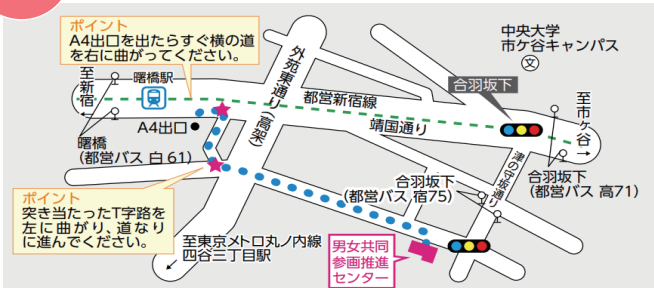 ポイント
A4出口を出たらすぐ横の道
を右に曲がってください。
至新宿
曙橋駅
A4出口
曙橋
(都営バス 白61)
外苑東通り(高架)
都営新宿線
靖国通り
中央大学
市ケ谷キャンパス
文
合羽坂下
至市ヶ谷
津の守坂通り
合羽坂下
(都営バス 高71)
合羽坂下
(都営バス 宿75)
ポイント
突き当たったT字路を
左に曲がり、道なり
に進んでください。
至東京メトロ丸ノ内線
四谷三丁目駅
男女共同
参画推進
センター